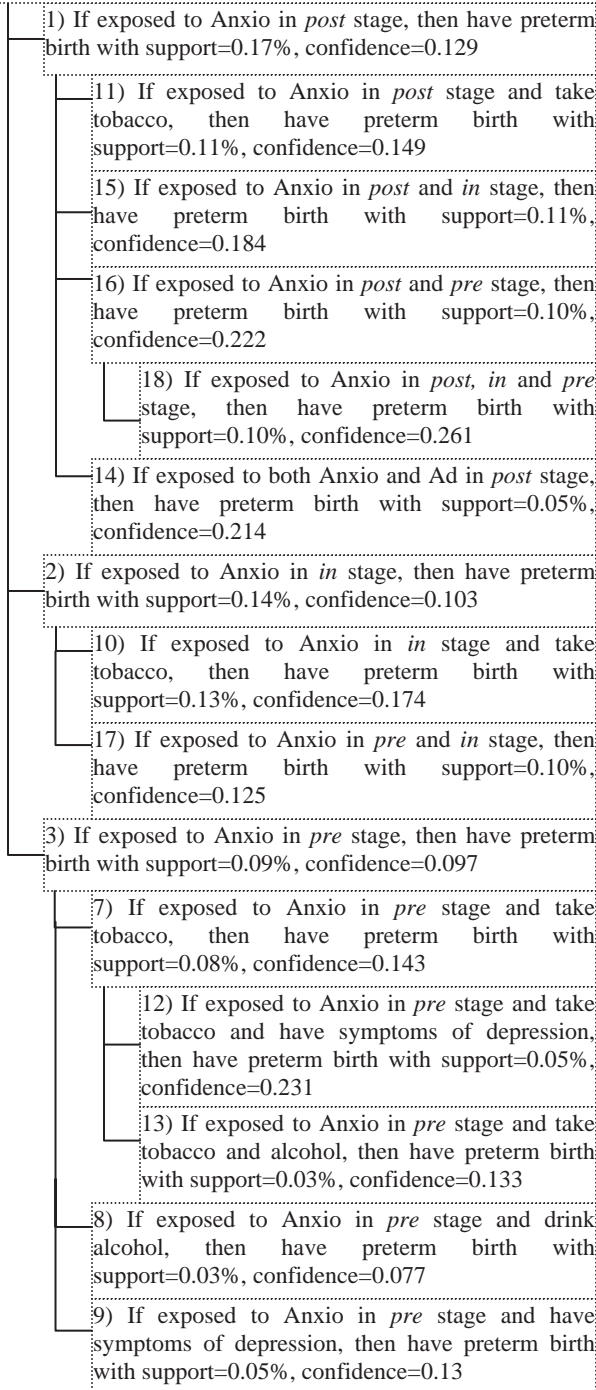 1) If exposed to Anxio in post stage, then have preterm
birth with support=0.17%, confidence=0.129
11) If exposed to Anxio in post stage and take
tobacco, then have preterm birth with
support=0.11%, confidence=0.149
15) If exposed to Anxio in post and in stage, then
have preterm birth with support=0.11%,
confidence=0.184
16) If exposed to Anxio in post and pre stage, then
have preterm birth with support=0.10%,
confidence=0.222
18) If exposed to Anxio in post, in and pre
stage, then have preterm birth with
support=0.10%, confidence=0.261
14) If exposed to both Anxio and Ad in post stage,
then have preterm birth with support=0.05%,
confidence=0.214
2) If exposed to Anxio in in stage, then have preterm
birth with support=0.14%, confidence=0.103
10) If exposed to Anxio in in stage and take
tobacco, then have preterm birth with
support=0.13%, confidence=0.174
17) If exposed to Anxio in pre and in stage, then
have preterm birth with support=0.10%,
confidence=0.125
3) If exposed to Anxio in pre stage, then have preterm
birth with support=0.09%, confidence=0.097
7) If exposed to Anxio in pre stage and take
tobacco, then have preterm birth with
support=0.08%, confidence=0.143
12) If exposed to Anxio in pre stage and take
tobacco and have symptoms of depression,
then have preterm birth with support=0.05%,
confidence=0.231
13) If exposed to Anxio in pre stage and take
tobacco and alcohol, then have preterm birth
with support=0.03%, confidence=0.133
8) If exposed to Anxio in pre stage and drink
alcohol, then have preterm birth with
support=0.03%, confidence=0.077
9) If exposed to Anxio in pre stage and have
symptoms of depression, then have preterm birth
with support=0.05%, confidence=0.13